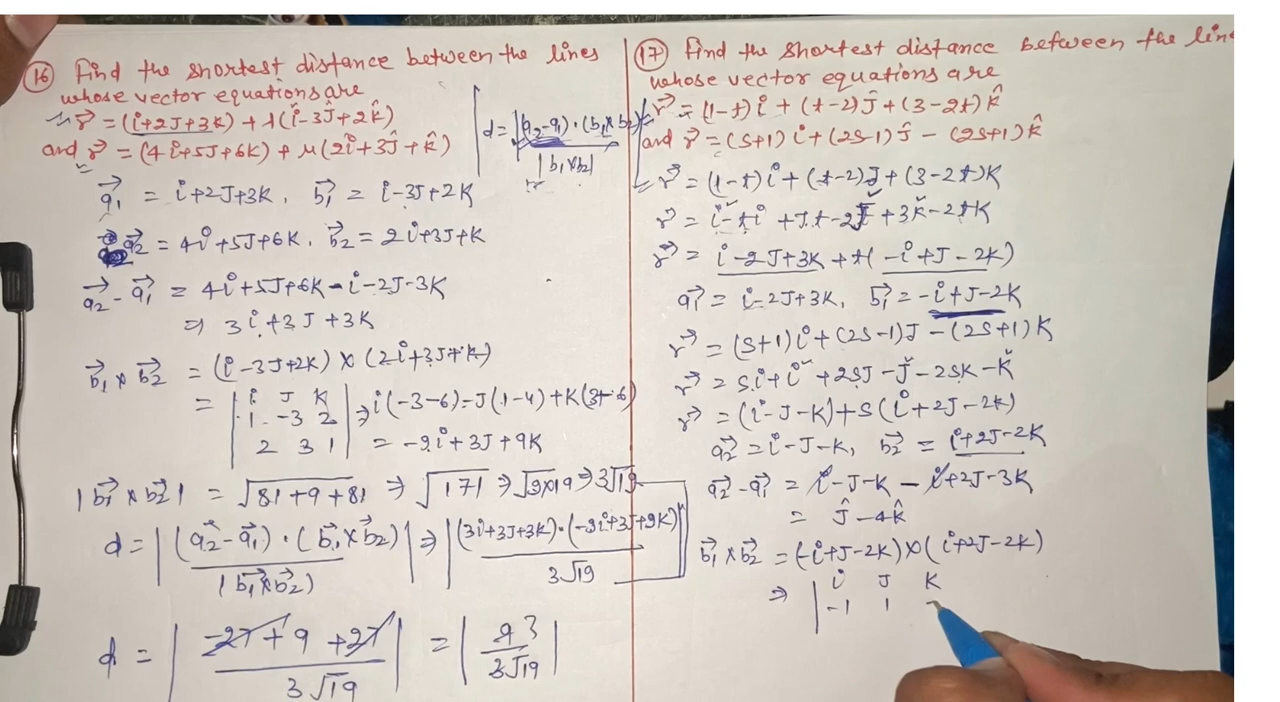 (16) Find the shortest distance between the lines
whose vector equations are
r⃗ = (i+2J+3k) + λ(î-3Ĵ+2k̂)
and r⃗ = (4i+5J+6K) + μ(2î+3Ĵ+k̂)
d = |(a2-a1)·(b1×b2)| / |b1×b2|
a⃗1 = i+2J+3K, b⃗1 = i-3J+2K
a⃗2 = 4i+5J+6K, b⃗2 = 2i+3J+K
a⃗2 - a⃗1 = 4i+5J+6K-i-2J-3K
⇒ 3i+3J+3K
b⃗1 × b⃗2 = (i-3J+2K) × (2i+3J+K)
= | i J K
1 -3 2
2 3 1 | ⇒ i(-3-6)-J(1-4)+K(3+6)
= -9i+3J+9K
|b⃗1 × b⃗2| = √81+9+81 ⇒ √171 ⇒ √9×19 ⇒ 3√19
d = |(a⃗2-a⃗1)·(b⃗1×b⃗2) / |b⃗1×b⃗2)| ⇒ |(3i+3J+3K)·(-9i+3J+9K) / 3√19|
d = |-27+9+27 / 3√19| = |9 3 / 3√19|
(17) Find the shortest distance between the line
whose vector equations are
r⃗ = (1-t)i + (t-2)Ĵ + (3-2t)k̂
and r⃗ = (s+1)i+(2s-1)Ĵ - (2s+1)k̂
r⃗ = (1-t)i+(t-2)J+(3-2t)K
r⃗ = i-ti+J.t-2J+3K-2tK
r⃗ = i-2J+3K+t(-i+J-2K)
a⃗1 = i-2J+3K, b⃗1 = -i+J-2K
r⃗ = (s+1)i+(2s-1)J-(2s+1)K
r⃗ = si+i+2sJ-J-2sK-K
r⃗ = (i-J-K)+s(i+2J-2K)
a⃗2 = i-J-K, b⃗2 = i+2J-2K
a⃗2-a⃗1 = i-J-K-i+2J-3K
= Ĵ-4k̂
b⃗1×b⃗2 = (-i+J-2K)×(i+2J-2K)
⇒ | i J K
-1 1 -